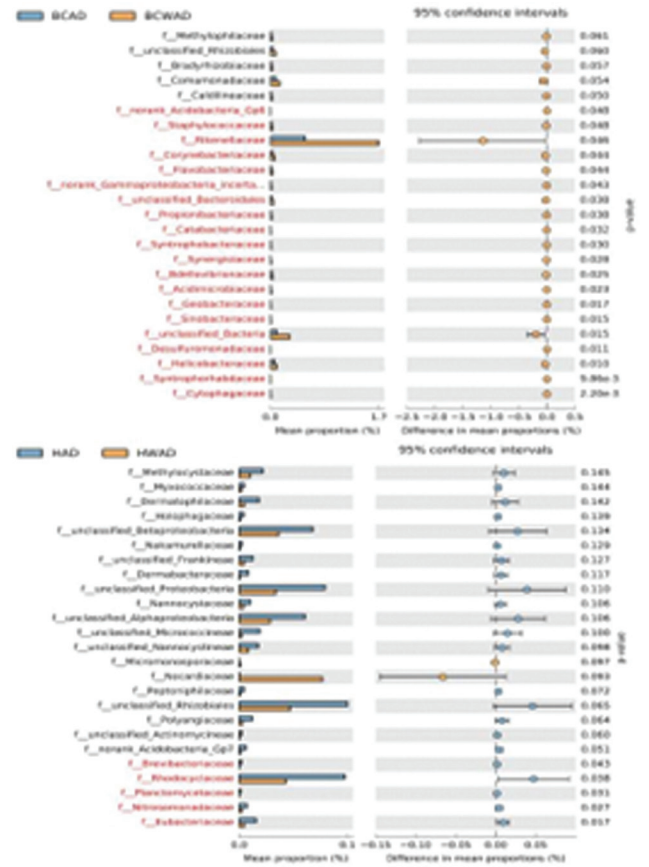 BCAD BCWAD 95% confidence intervals
f__Methylophilaceae 0.061
f__unclassified_Rhizobiales 0.060
f__Bradyrhizobiaceae 0.057
f__Comamonadaceae 0.054
f__Caldilineaceae 0.050
f__norank_Acidobacteria_Gp6 0.048
f__Staphylococcaceae 0.048
f__Rikenellaceae
f__Corynebacteriaceae 0.044
f__Flavobacteriaceae 0.044
f__norank_Gammaproteobacteria_incerta... 0.043
f__unclassified_Bacteroidales 0.038
f__Propionibacteriaceae 0.038
f__Catabacteriaceae 0.032
f__Syntrophobacteraceae 0.030
f__Synergistaceae 0.028
f__Bdellovibrionaceae 0.025
f__Acidimicrobiaceae 0.023
f__Geobacteraceae 0.017
f__Sinobacteraceae 0.015
f__unclassified_Bacteria 0.015
f__Desulfuromonadaceae 0.011
f__Helicobacteraceae 0.010
f__Syntrophorhabdaceae 9.86e-3
f__Cytophagaceae 2.20e-3
p-value
0.0 1.7 −2.5 −2.0 −1.5 −1.0 −0.5 0.0 0.5
Mean proportion (%) Difference in mean proportions (%)
HAD HWAD 95% confidence intervals
f__Methylocystaceae 0.165
f__Myxococcaceae 0.144
f__Dermatophilaceae 0.142
f__Holophagaceae 0.139
f__unclassified_Betaproteobacteria 0.134
f__Nakamurellaceae 0.129
f__unclassified_Frankineae 0.127
f__Dermabacteraceae 0.117
f__unclassified_Proteobacteria 0.110
f__Nannocystaceae 0.106
f__unclassified_Alphaproteobacteria 0.106
f__unclassified_Micrococcineae 0.100
f__unclassified_Nannocystineae 0.098
f__Micromonosporaceae 0.097
f__Nocardiaceae 0.093
f__Peptoniphilaceae 0.072
f__unclassified_Rhizobiales 0.065
f__Polyangiaceae 0.064
f__unclassified_Actinomycineae 0.060
f__norank_Acidobacteria_Gp7 0.051
f__Brevibacteriaceae 0.043
f__Rhodocyclaceae 0.038
f__Planctomycetaceae 0.031
f__Nitrosomonadaceae 0.027
f__Eubacteriaceae 0.017
p-value
0.0 0.1 −0.15 −0.10 −0.05 0.00 0.05
Mean proportion (%) Difference in mean proportions (%)